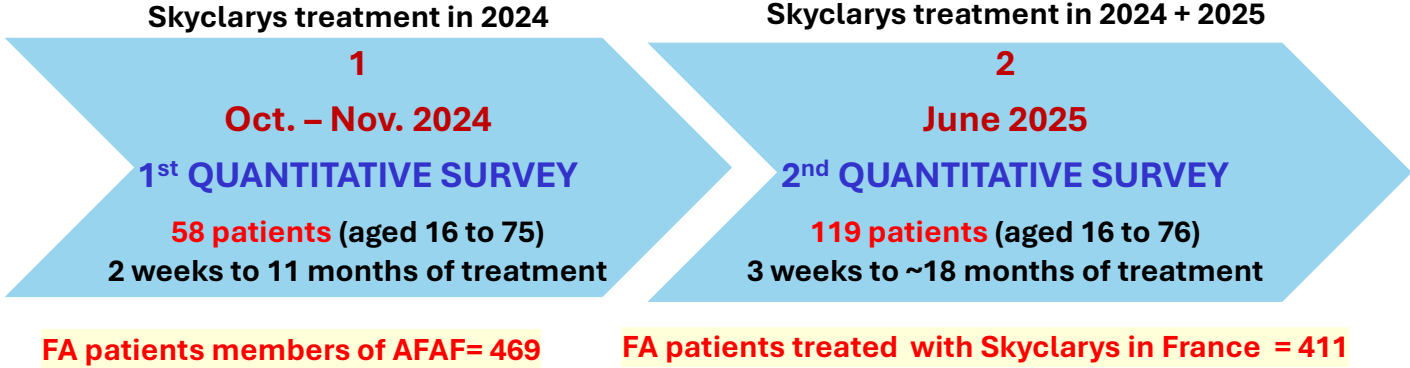 Skyclarys treatment in 2024
1
Oct. – Nov. 2024
1st QUANTITATIVE SURVEY
58 patients (aged 16 to 75)
2 weeks to 11 months of treatment
FA patients members of AFAF= 469
Skyclarys treatment in 2024 + 2025
2
June 2025
2nd QUANTITATIVE SURVEY
119 patients (aged 16 to 76)
3 weeks to ~18 months of treatment
FA patients treated  with Skyclarys in France  = 411